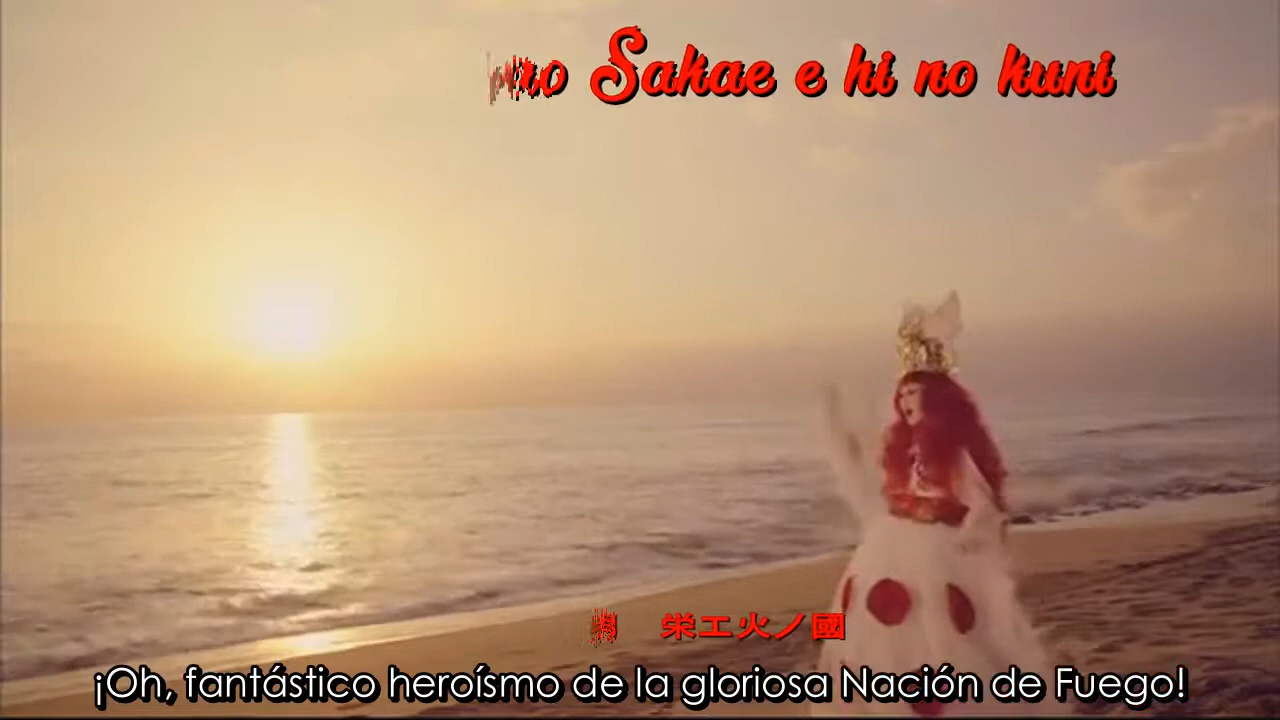 no Sakae e hi no kuni
栄エ火ノ國
¡Oh, fantástico heroísmo de la gloriosa Nación de Fuego!